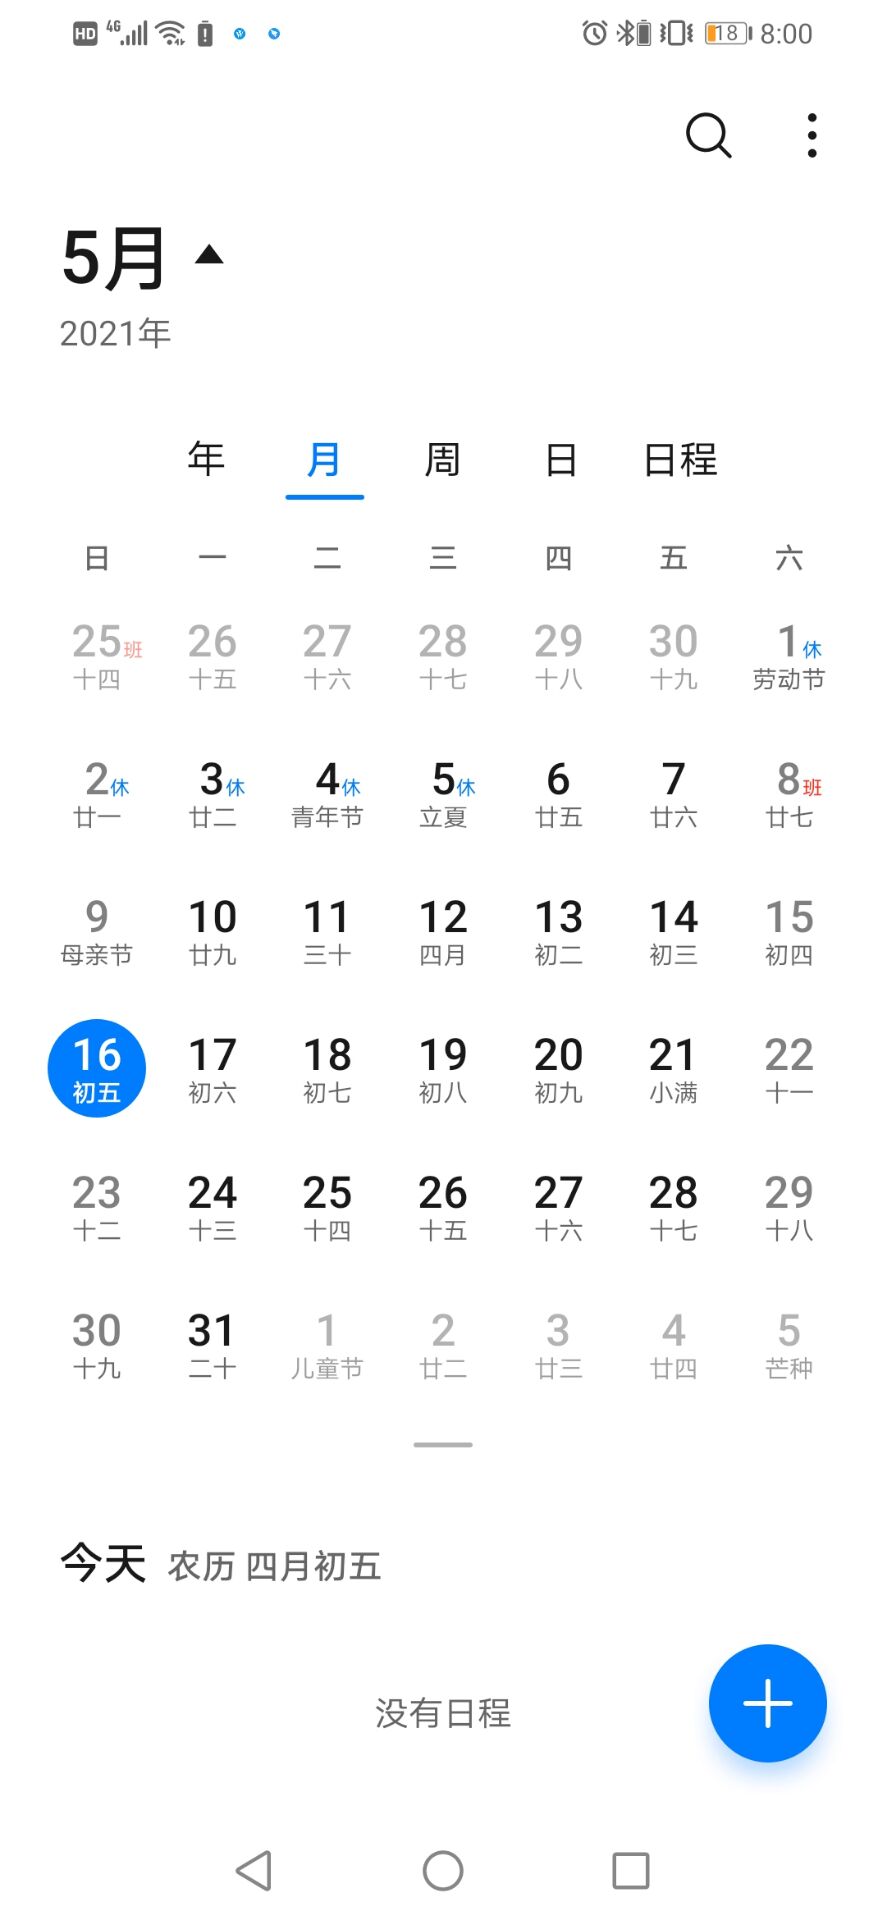 HD 4G 18 8:00
5月
2021年
年 月 周 日 日程
日 一 二 三 四 五 六
25班 26 27 28 29 30 1休
十四 十五 十六 十七 十八 十九 劳动节
2休 3休 4休 5休 6 7 8班
廿一 廿二 青年节 立夏 廿五 廿六 廿七
9 10 11 12 13 14 15
母亲节 廿九 三十 四月 初二 初三 初四
16 17 18 19 20 21 22
初五 初六 初七 初八 初九 小满 十一
23 24 25 26 27 28 29
十二 十三 十四 十五 十六 十七 十八
30 31 1 2 3 4 5
十九 二十 儿童节 廿二 廿三 廿四 芒种
今天 农历 四月初五
没有日程